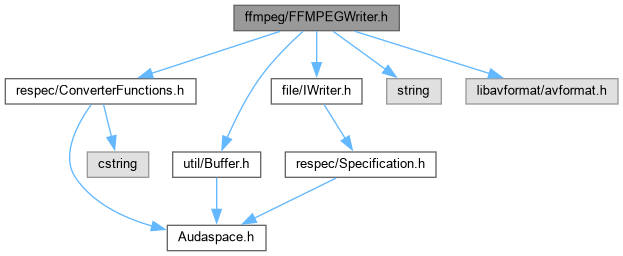 ffmpeg/FFMPEGWriter.h
respec/ConverterFunctions.h
file/IWriter.h
string
libavformat/avformat.h
cstring
util/Buffer.h
respec/Specification.h
Audaspace.h